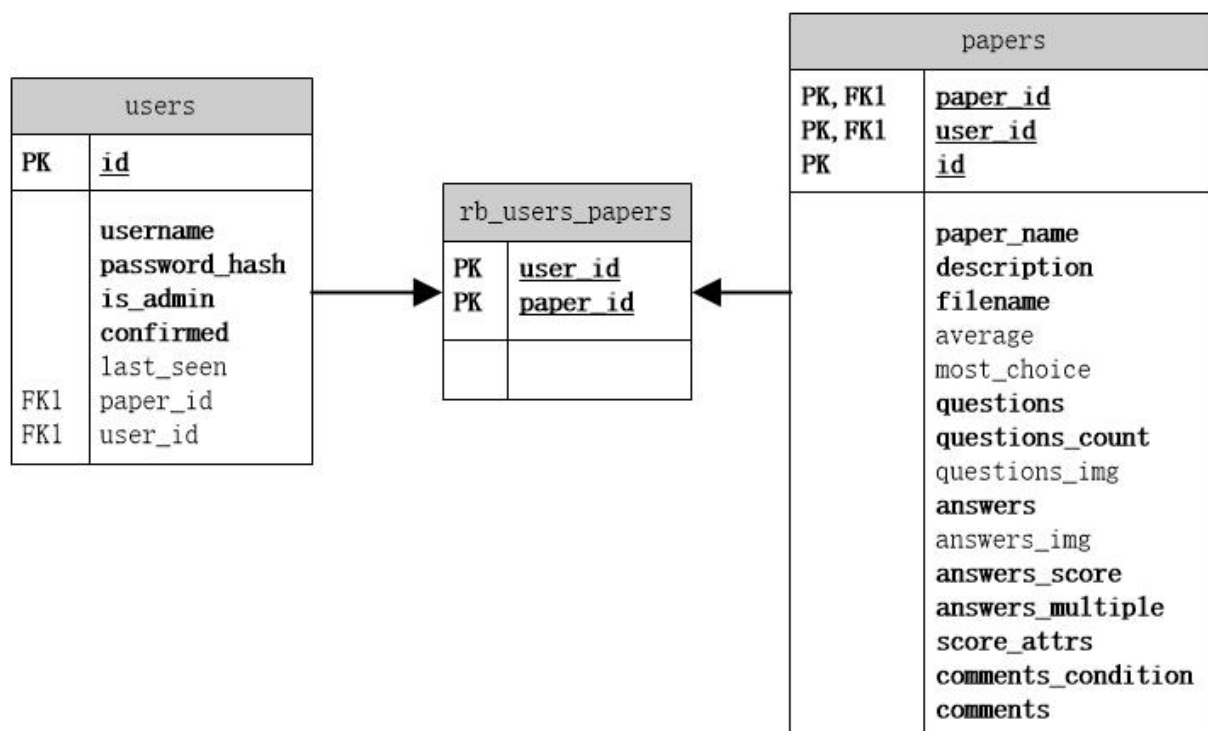 users
PK id
username
password_hash
is_admin
confirmed
last_seen
FK1 paper_id
FK1 user_id
rb_users_papers
PK user_id
PK paper_id
papers
PK, FK1 paper_id
PK, FK1 user_id
PK id
paper_name
description
filename
average
most_choice
questions
questions_count
questions_img
answers
answers_img
answers_score
answers_multiple
score_attrs
comments_condition
comments